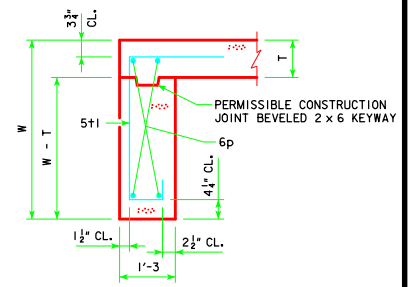 3¾" CL.
T
W
W - T
PERMISSIBLE CONSTRUCTION
JOINT BEVELED 2 x 6 KEYWAY
5t1
6p
4¼" CL.
1½" CL.
2½" CL.
1'-3